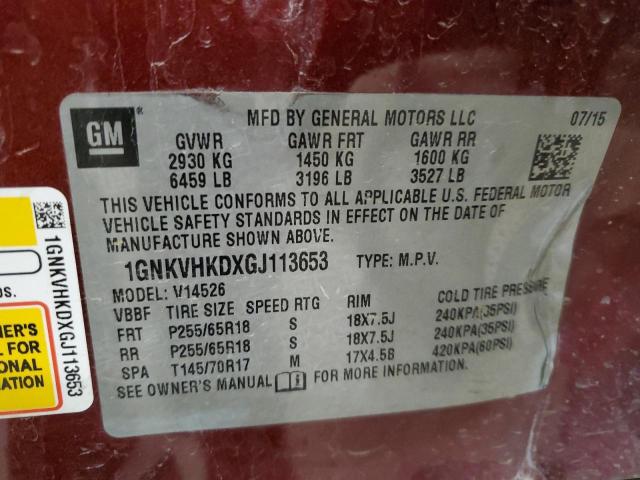 GM MFD BY GENERAL MOTORS LLC 07/15
GVWR GAWR FRT GAWR RR
2930 KG 1450 KG 1600 KG
6459 LB 3196 LB 3527 LB
THIS VEHICLE CONFORMS TO ALL APPLICABLE U.S. FEDERAL MOTOR
VEHICLE SAFETY STANDARDS IN EFFECT ON THE DATE OF
MANUFACTURE SHOWN ABOVE.
1GNKVHKDXGJ113653 TYPE: M.P.V.
MODEL: V14526
VBBF TIRE SIZE SPEED RTG RIM COLD TIRE PRESSURE
FRT P255/65R18 S 18X7.5J 240KPA(35PSI)
RR P255/65R18 S 18X7.5J 240KPA(35PSI)
SPA T145/70R17 M 17X4.5B 420KPA(60PSI)
SEE OWNER'S MANUAL FOR MORE INFORMATION.
1GNKVHKDXGJ113653
DS.
NER'S
L FOR
ONAL
MATION